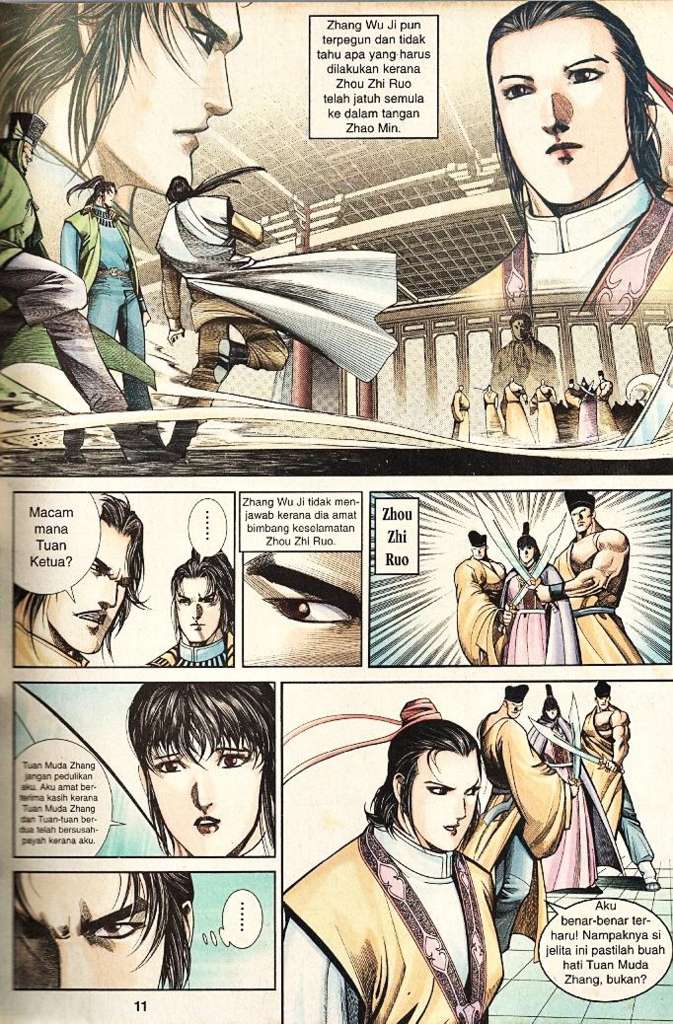 Zhang Wu Ji pun
terpegun dan tidak
tahu apa yang harus
dilakukan kerana
Zhou Zhi Ruo
telah jatuh semula
ke dalam tangan
Zhao Min.
Macam
mana
Tuan
Ketua?
......
Zhang Wu Ji tidak men-
jawab kerana dia amat
bimbang keselamatan
Zhou Zhi Ruo.
Zhou
Zhi
Ruo
Tuan Muda Zhang
jangan pedulikan
aku. Aku amat ber-
terima kasih kerana
Tuan Muda Zhang
dan Tuan-tuan ber-
dua telah bersusah-
payah kerana aku.
......
Aku
benar-benar ter-
haru! Nampaknya si
jelita ini pastilah buah
hati Tuan Muda
Zhang, bukan?
11